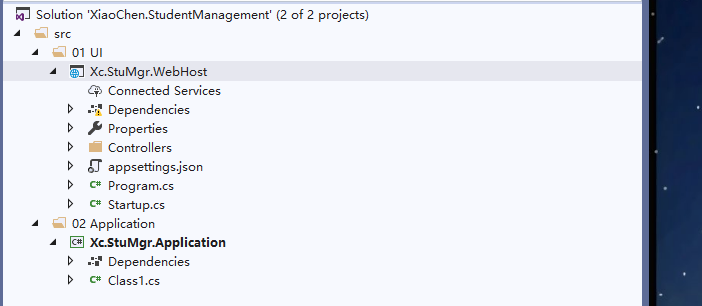 Solution 'XiaoChen.StudentManagement' (2 of 2 projects)
src
01 UI
Xc.StuMgr.WebHost
Connected Services
Dependencies
Properties
Controllers
appsettings.json
C# Program.cs
C# Startup.cs
02 Application
C# Xc.StuMgr.Application
Dependencies
C# Class1.cs